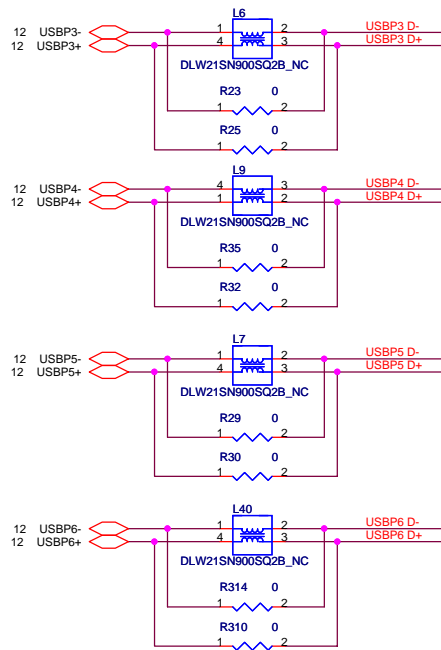 L6
12 USBP3- 1 2 USBP3 D-
12 USBP3+ 4 3 USBP3 D+
DLW21SN900SQ2B_NC
R23 0
1 2
R25 0
1 2
L9
12 USBP4- 4 3 USBP4 D-
12 USBP4+ 1 2 USBP4 D+
DLW21SN900SQ2B_NC
R35 0
1 2
R32 0
1 2
L7
12 USBP5- 1 2 USBP5 D-
12 USBP5+ 4 3 USBP5 D+
DLW21SN900SQ2B_NC
R29 0
1 2
R30 0
1 2
L40
12 USBP6- 1 2 USBP6 D-
12 USBP6+ 4 3 USBP6 D+
DLW21SN900SQ2B_NC
R314 0
1 2
R310 0
1 2